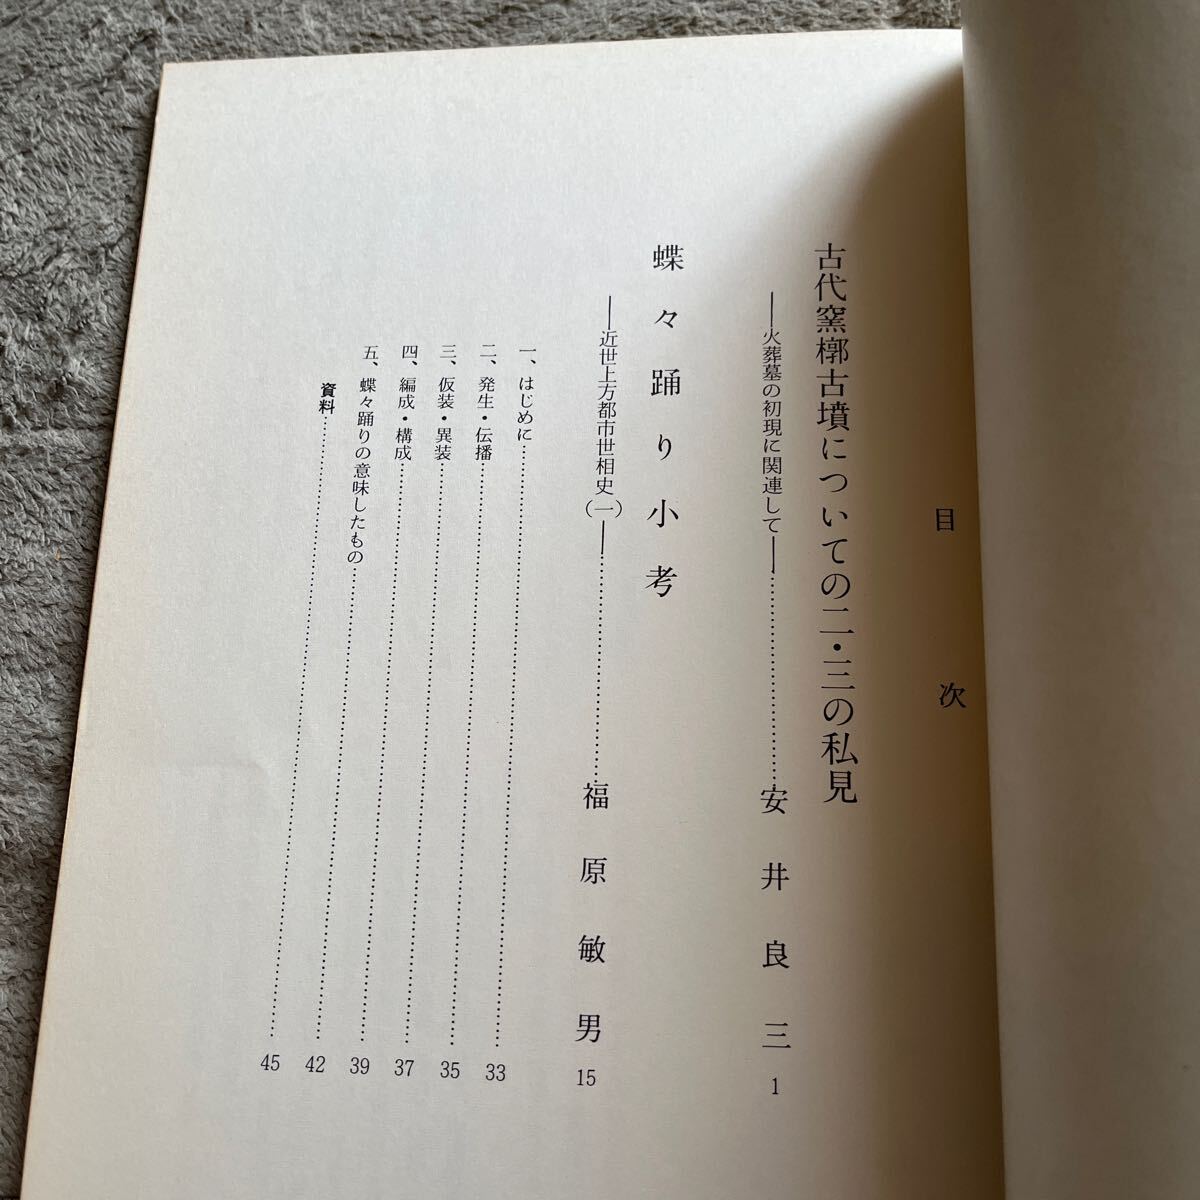 目次
古代窯槨古墳についての二・三の私見
――火葬墓の初現に関連して――……………………安井良三 1
蝶々踊り小考
――近世上方都市世相史(一)――……………………福原敏男 15
一、はじめに……………………33
二、発生・伝播……………………35
三、仮装・異装……………………37
四、編成・構成……………………39
五、蝶々踊りの意味したもの……………………42
資料……………………45